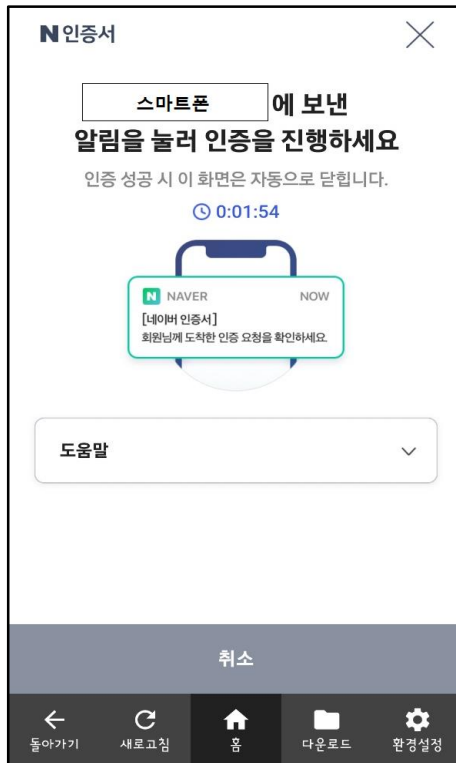 N인증서
스마트폰 에 보낸
알림을 눌러 인증을 진행하세요
인증 성공 시 이 화면은 자동으로 닫힙니다.
0:01:54
N NAVER NOW
[네이버 인증서]
회원님께 도착한 인증 요청을 확인하세요.
도움말
취소
돌아가기 새로고침 홈 다운로드 환경설정